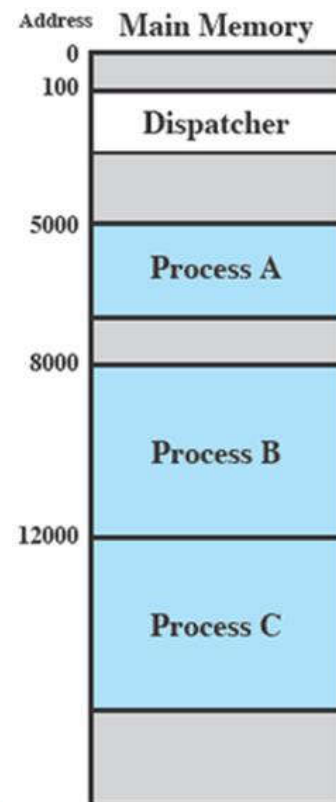 Address Main Memory
0
100
Dispatcher
5000
Process A
8000
Process B
12000
Process C